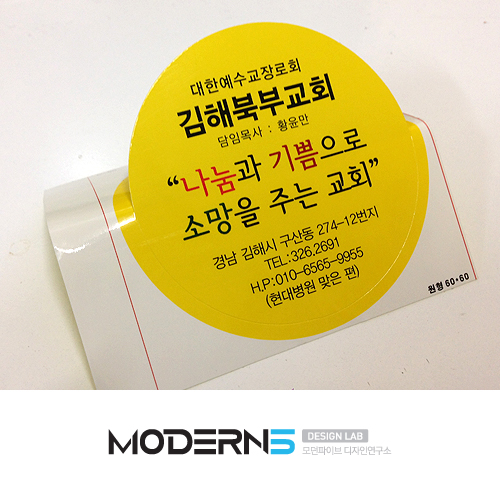 대한예수교장로회
김해북부교회
담임목사 : 황윤만
“나눔과 기쁨으로
소망을 주는 교회”
경남 김해시 구산동 274-12번지
TEL:326.2691
H.P:010-6565-9955
(현대병원 맞은 편)
원형 60*60
MODERN5 DESIGN LAB
모던파이브 디자인연구소